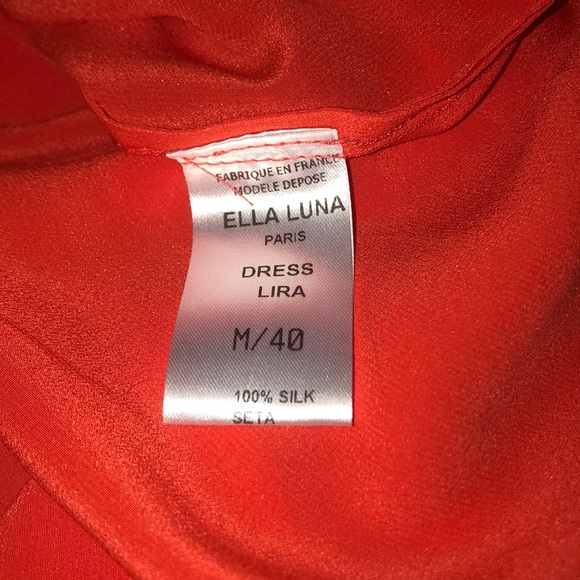 FABRIQUE EN FRANCE
MODELE DEPOSE
ELLA LUNA
PARIS
DRESS
LIRA
M/40
100% SILK
SETA